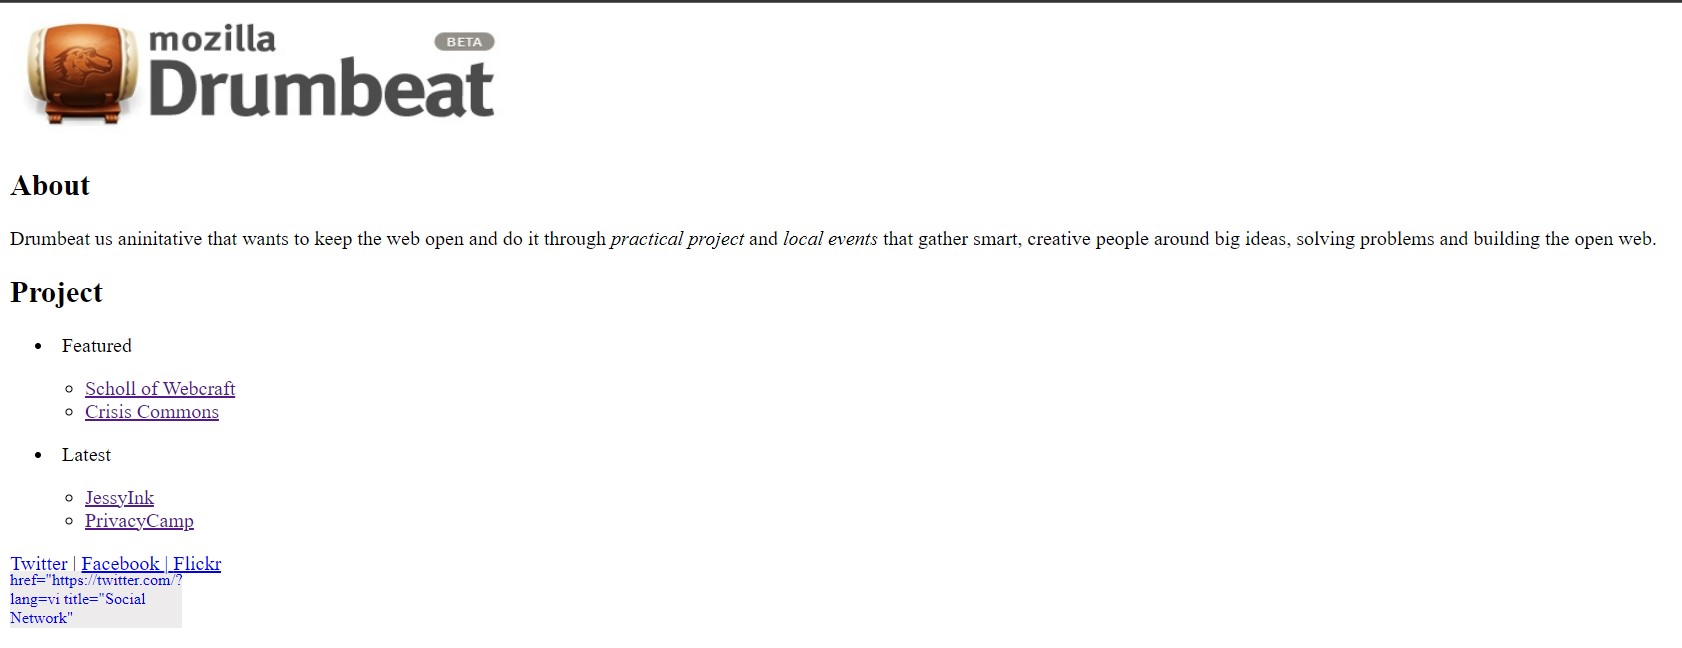 mozilla
BETA
Drumbeat
About
Drumbeat us aninitative that wants to keep the web open and do it through practical project and local events that gather smart, creative people around big ideas, solving problems and building the open web.
Project
Featured
Scholl of Webcraft
Crisis Commons
Latest
JessyInk
PrivacyCamp
Twitter | Facebook | Flickr
href="https://twitter.com/?
lang=vi title="Social
Network"